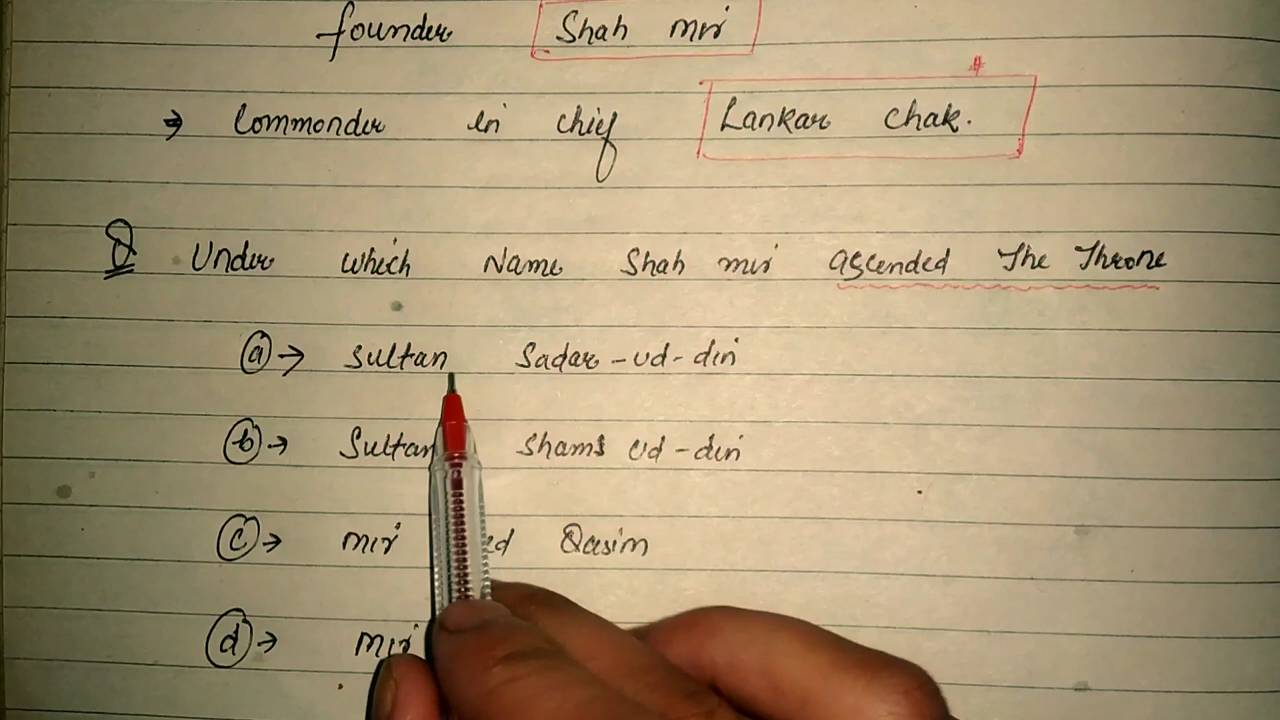 founder Shah mir
→ Commonder in chief Lankar Chak.
Q Under which Name Shah mir ascended The Throne
(a) → Sultan Sadar-ud-din
(b) → Sultan Shams ud-din
(c) → mir Qasim
(d) → mir